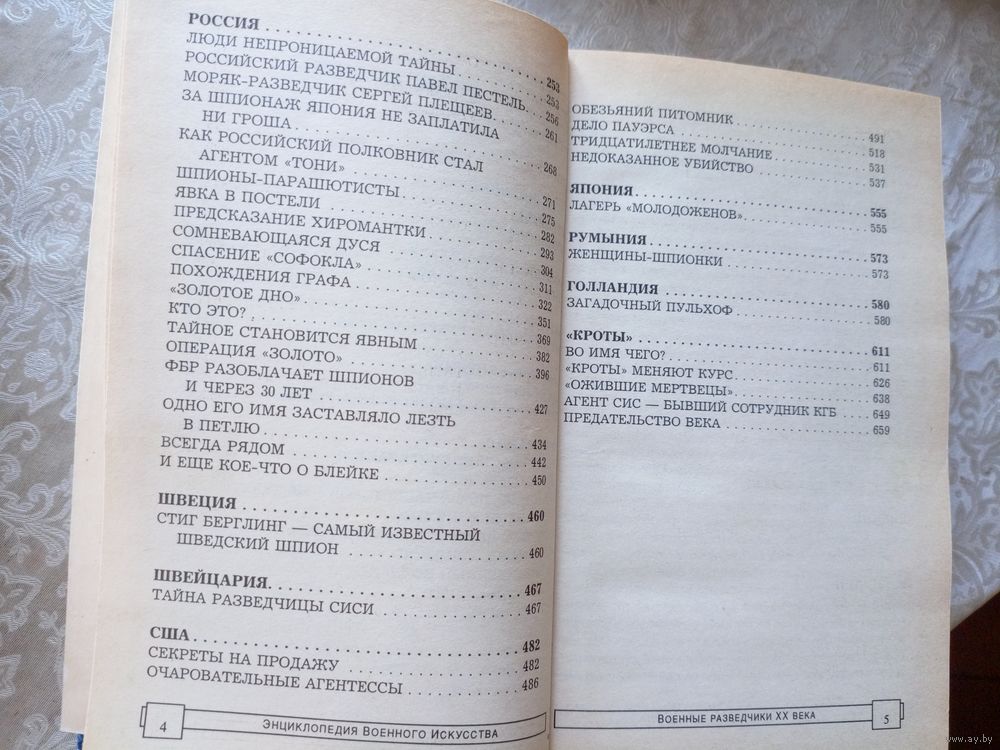 РОССИЯ . . . . . . . . . . . . . . . . . . . . 253
ЛЮДИ НЕПРОНИЦАЕМОЙ ТАЙНЫ . . . . . . 253
РОССИЙСКИЙ РАЗВЕДЧИК ПАВЕЛ ПЕСТЕЛЬ. . 256
МОРЯК-РАЗВЕДЧИК СЕРГЕЙ ПЛЕЩЕЕВ. . . . . 261
ЗА ШПИОНАЖ ЯПОНИЯ НЕ ЗАПЛАТИЛА
НИ ГРОША . . . . . . . . . . . . . . . . 268
КАК РОССИЙСКИЙ ПОЛКОВНИК СТАЛ
АГЕНТОМ «ТОНИ» . . . . . . . . . . . . . 271
ШПИОНЫ-ПАРАШЮТИСТЫ . . . . . . . . . . 275
ЯВКА В ПОСТЕЛИ . . . . . . . . . . . . . . 282
ПРЕДСКАЗАНИЕ ХИРОМАНТКИ . . . . . . . . 293
СОМНЕВАЮЩАЯСЯ ДУСЯ . . . . . . . . . . . 304
СПАСЕНИЕ «СОФОКЛА» . . . . . . . . . . . . 311
ПОХОЖДЕНИЯ ГРАФА . . . . . . . . . . . . . 322
«ЗОЛОТОЕ ДНО» . . . . . . . . . . . . . . . 351
КТО ЭТО? . . . . . . . . . . . . . . . . . . 369
ТАЙНОЕ СТАНОВИТСЯ ЯВНЫМ . . . . . . . . 382
ОПЕРАЦИЯ «ЗОЛОТО» . . . . . . . . . . . . . 396
ФБР РАЗОБЛАЧАЕТ ШПИОНОВ
И ЧЕРЕЗ 30 ЛЕТ . . . . . . . . . . . . . . 427
ОДНО ЕГО ИМЯ ЗАСТАВЛЯЛО ЛЕЗТЬ
В ПЕТЛЮ . . . . . . . . . . . . . . . . . 434
ВСЕГДА РЯДОМ . . . . . . . . . . . . . . . 442
И ЕЩЕ КОЕ-ЧТО О БЛЕЙКЕ . . . . . . . . . . 450
ШВЕЦИЯ . . . . . . . . . . . . . . . . . . . 460
СТИГ БЕРГЛИНГ — САМЫЙ ИЗВЕСТНЫЙ
ШВЕДСКИЙ ШПИОН . . . . . . . . . . . . . 460
ШВЕЙЦАРИЯ. . . . . . . . . . . . . . . . . . 467
ТАЙНА РАЗВЕДЧИЦЫ СИСИ . . . . . . . . . . 467
США . . . . . . . . . . . . . . . . . . . . . 482
СЕКРЕТЫ НА ПРОДАЖУ . . . . . . . . . . . . 482
ОЧАРОВАТЕЛЬНЫЕ АГЕНТЕССЫ . . . . . . . . 486
4 ЭНЦИКЛОПЕДИЯ ВОЕННОГО ИСКУССТВА
ОБЕЗЬЯНИЙ ПИТОМНИК . . . . . . . . . . . . 491
ДЕЛО ПАУЭРСА . . . . . . . . . . . . . . . 518
ТРИДЦАТИЛЕТНЕЕ МОЛЧАНИЕ . . . . . . . . 531
НЕДОКАЗАННОЕ УБИЙСТВО . . . . . . . . . . 537
ЯПОНИЯ . . . . . . . . . . . . . . . . . . . 555
ЛАГЕРЬ «МОЛОДОЖЕНОВ». . . . . . . . . . . 555
РУМЫНИЯ . . . . . . . . . . . . . . . . . . 573
ЖЕНЩИНЫ-ШПИОНКИ . . . . . . . . . . . . 573
ГОЛЛАНДИЯ . . . . . . . . . . . . . . . . . 580
ЗАГАДОЧНЫЙ ПУЛЬХОФ . . . . . . . . . . . 580
«КРОТЫ» . . . . . . . . . . . . . . . . . . 611
ВО ИМЯ ЧЕГО? . . . . . . . . . . . . . . . 611
«КРОТЫ» МЕНЯЮТ КУРС . . . . . . . . . . . 626
«ОЖИВШИЕ МЕРТВЕЦЫ» . . . . . . . . . . . 638
АГЕНТ СИС — БЫВШИЙ СОТРУДНИК КГБ . . . 649
ПРЕДАТЕЛЬСТВО ВЕКА . . . . . . . . . . . . 659
ВОЕННЫЕ РАЗВЕДЧИКИ XX ВЕКА 5
www.ay.by